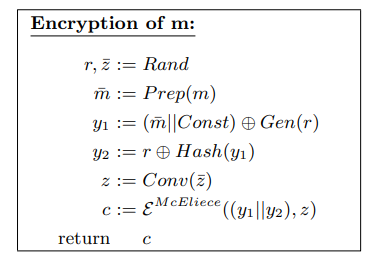 Encryption of m:
r, z̄ := Rand
m̄ := Prep(m)
y₁ := (m̄||Const) ⊕ Gen(r)
y₂ := r ⊕ Hash(y₁)
z := Conv(z̄)
c := ℰ^McEliece((y₁||y₂), z)
return c